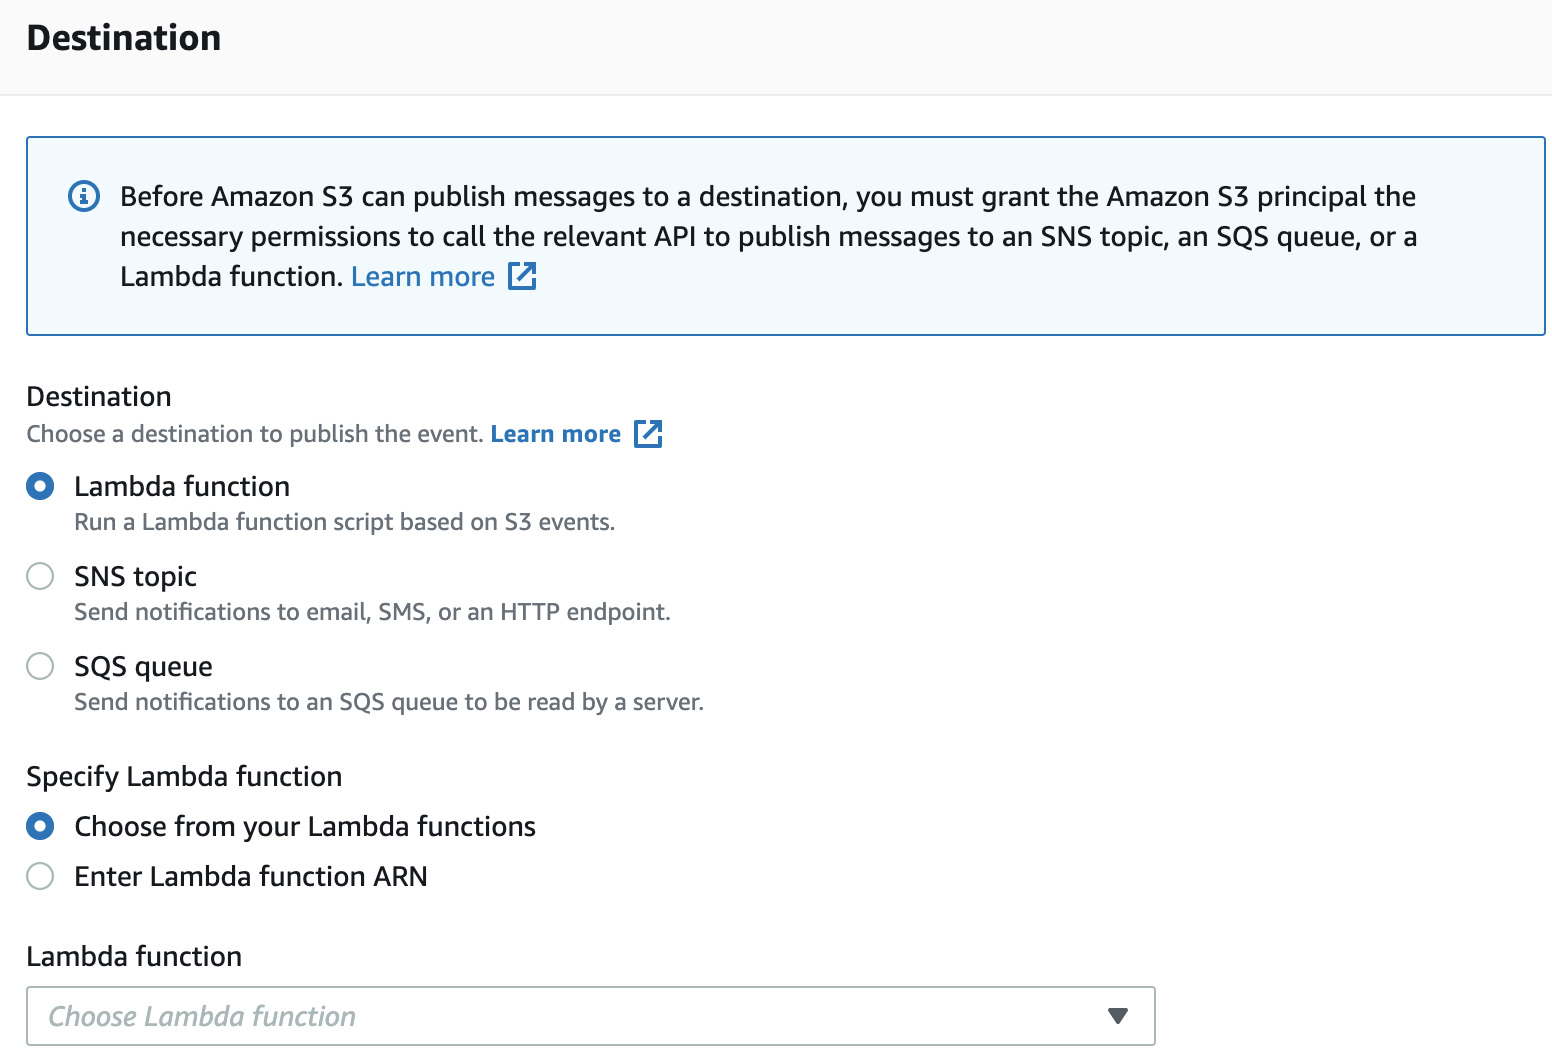 Destination
Before Amazon S3 can publish messages to a destination, you must grant the Amazon S3 principal the
necessary permissions to call the relevant API to publish messages to an SNS topic, an SQS queue, or a
Lambda function. Learn more
Destination
Choose a destination to publish the event. Learn more
Lambda function
Run a Lambda function script based on S3 events.
SNS topic
Send notifications to email, SMS, or an HTTP endpoint.
SQS queue
Send notifications to an SQS queue to be read by a server.
Specify Lambda function
Choose from your Lambda functions
Enter Lambda function ARN
Lambda function
Choose Lambda function